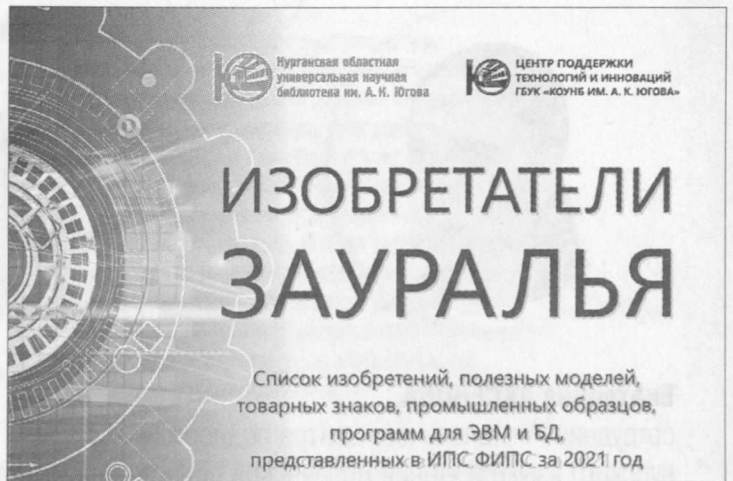 Курганская областная
универсальная научная
библиотека им. А. К. Югова
ЦЕНТР ПОДДЕРЖКИ
ТЕХНОЛОГИЙ И ИННОВАЦИЙ
ГБУК «КОУНБ ИМ. А. К. ЮГОВА»
ИЗОБРЕТАТЕЛИ
ЗАУРАЛЬЯ
Список изобретений, полезных моделей,
товарных знаков, промышленных образцов,
программ для ЭВМ и БД,
представленных в ИПС ФИПС за 2021 год